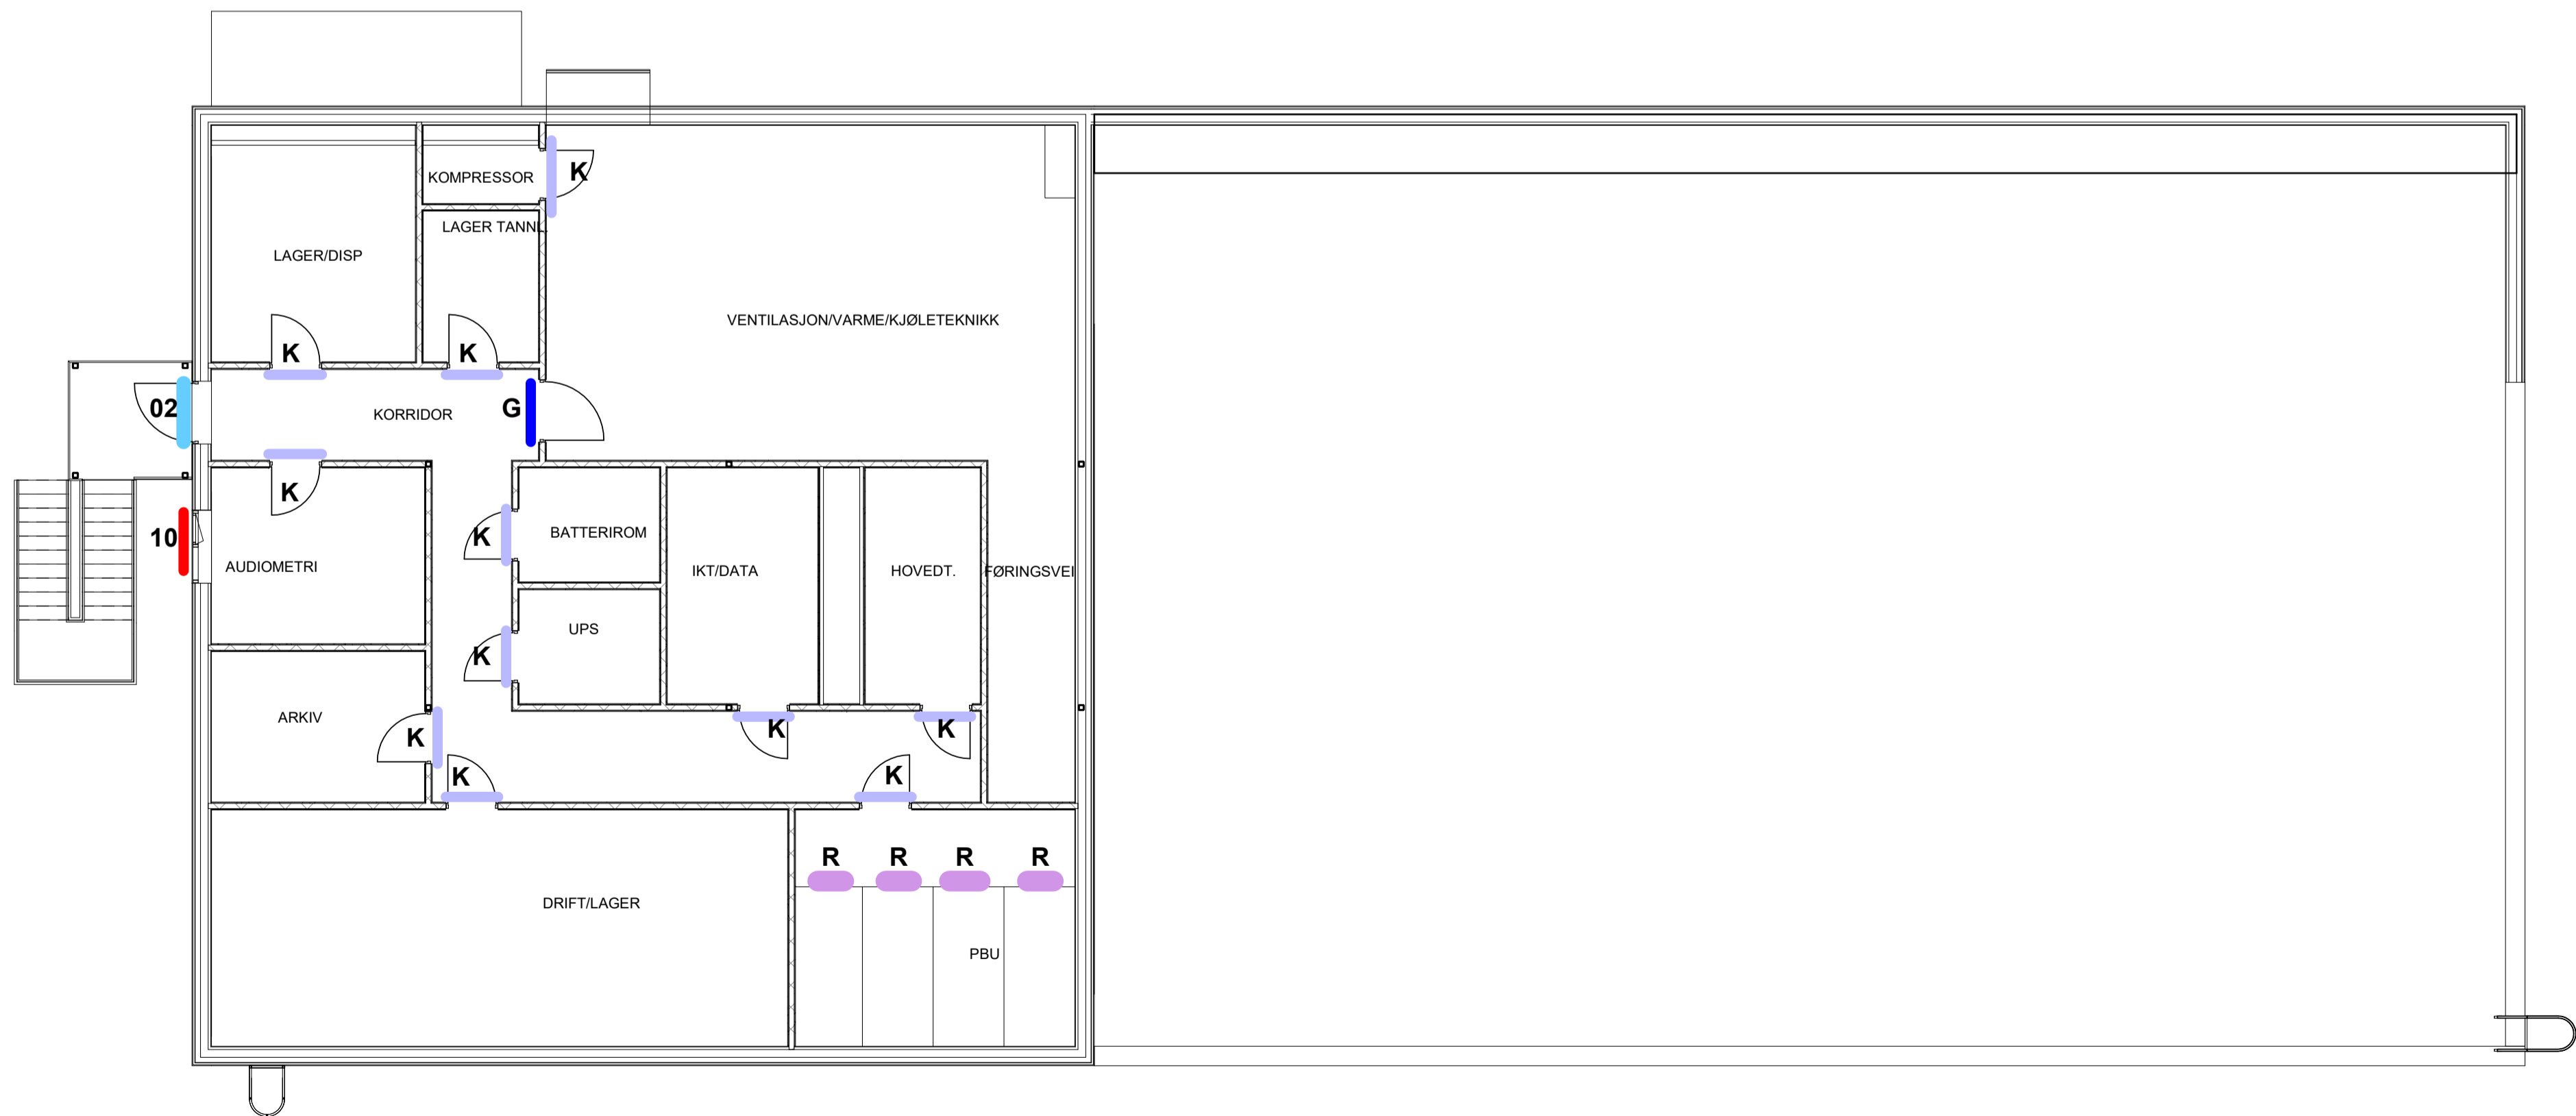 K
KOMPRESSOR
LAGER TANNL.
LAGER/DISP
VENTILASJON/VARME/KJØLETEKNIKK
K
K
02
KORRIDOR
G
K
10
AUDIOMETRI
K
BATTERIROM
IKT/DATA
HOVEDT.
FØRINGSVEI
UPS
K
ARKIV
K
K
K
K
K
R
R
R
R
DRIFT/LAGER
PBU